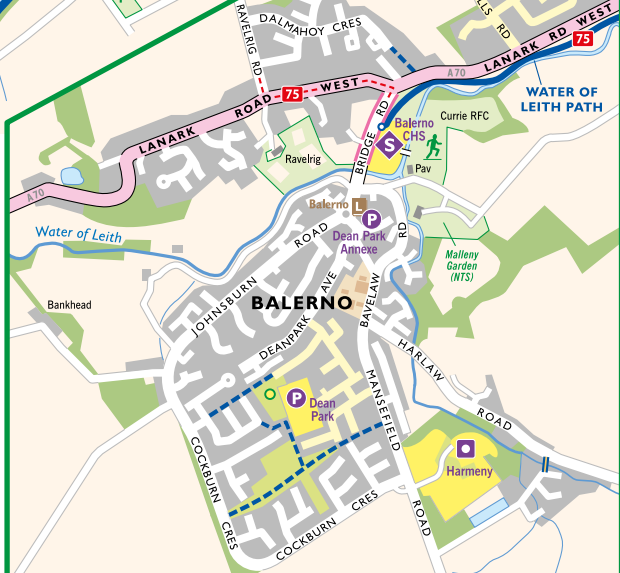 RAVELRIG RD
DALMAHOY CRES
LLS RD
LANARK RD WEST
75
A70
WATER OF
LEITH PATH
75
LANARK ROAD WEST
A70
BRIDGE RD
Balerno
CHS
S
Currie RFC
Ravelrig
Pav
Balerno
L
P
Dean Park
Annexe
Water of Leith
ROAD
RD
Malleny
Garden
(NTS)
Bankhead
JOHNSBURN
BALERNO
DEANPARK AVE
BAVELAW
HARLAW
ROAD
P
Dean
Park
MANSEFIELD
ROAD
Harmeny
COCKBURN
CRES
COCKBURN CRES